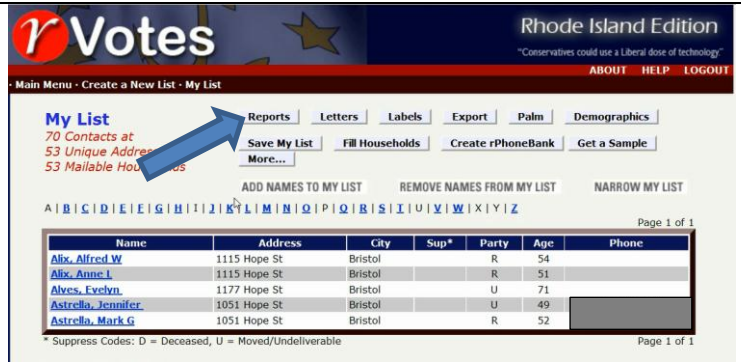 rVotes
Rhode Island Edition
"Conservatives could use a Liberal dose of technology."
ABOUT HELP LOGOUT
· Main Menu · Create a New List · My List
My List
70 Contacts at
53 Unique Addre
53 Mailable Hou
Reports Letters Labels Export Palm Demographics
Save My List Fill Households Create rPhoneBank Get a Sample
More...
ADD NAMES TO MY LIST REMOVE NAMES FROM MY LIST NARROW MY LIST
A | B | C | D | E | F | G | H | I | J | K | L | M | N | O | P | Q | R | S | T | U | V | W | X | Y | Z
Page 1 of 1
Name Address City Sup* Party Age Phone
Alix, Alfred W 1115 Hope St Bristol R 54
Alix, Anne L 1115 Hope St Bristol R 51
Alves, Evelyn 1177 Hope St Bristol U 71
Astrella, Jennifer 1051 Hope St Bristol U 49
Astrella, Mark G 1051 Hope St Bristol R 52
* Suppress Codes: D = Deceased, U = Moved/Undeliverable Page 1 of 1